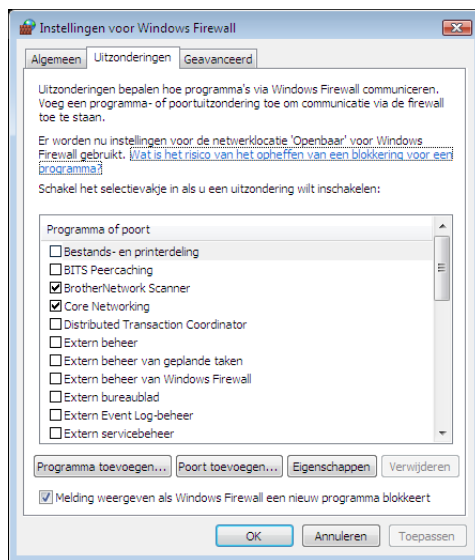 Instellingen voor Windows Firewall
Algemeen
Uitzonderingen
Geavanceerd
Uitzonderingen bepalen hoe programma's via Windows Firewall communiceren.
Voeg een programma- of poortuitzondering toe om communicatie via de firewall
toe te staan.
Er worden nu instellingen voor de netwerklocatie 'Openbaar' voor Windows
Firewall gebruikt. Wat is het risico van het opheffen van een blokkering voor een
programma?
Schakel het selectievakje in als u een uitzondering wilt inschakelen:
Programma of poort
Bestands- en printerdeling
BITS Peercaching
BrotherNetwork Scanner
Core Networking
Distributed Transaction Coordinator
Extern beheer
Extern beheer van geplande taken
Extern beheer van Windows Firewall
Extern bureaublad
Extern Event Log-beheer
Extern servicebeheer
Programma toevoegen...
Poort toevoegen...
Eigenschappen
Verwijderen
Melding weergeven als Windows Firewall een nieuw programma blokkeert
OK
Annuleren
Toepassen